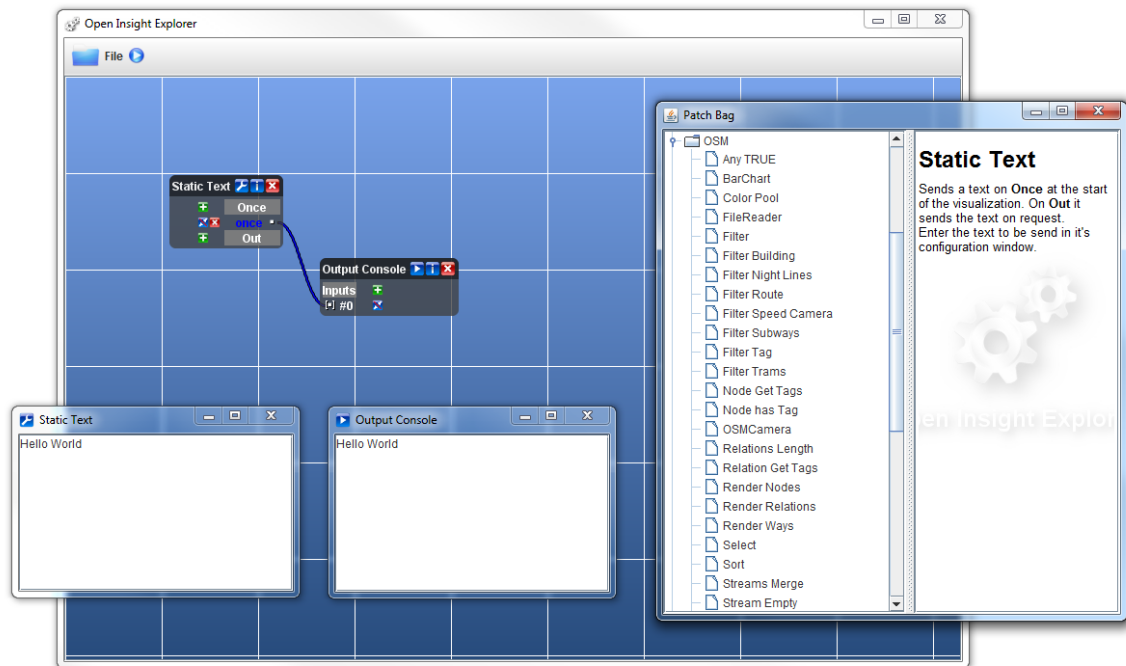 Open Insight Explorer
File
Static Text
Once
once
Out
Output Console
Inputs
#0
Static Text
Hello World
Output Console
Hello World
Patch Bag
OSM
Any TRUE
BarChart
Color Pool
FileReader
Filter
Filter Building
Filter Night Lines
Filter Route
Filter Speed Camera
Filter Subways
Filter Tag
Filter Trams
Node Get Tags
Node has Tag
OSMCamera
Relations Length
Relation Get Tags
Render Nodes
Render Relations
Render Ways
Select
Sort
Streams Merge
Stream Empty
Static Text
Sends a text on Once at the start
of the visualization. On Out it
sends the text on request.
Enter the text to be send in it's
configuration window.
en Insight Explor